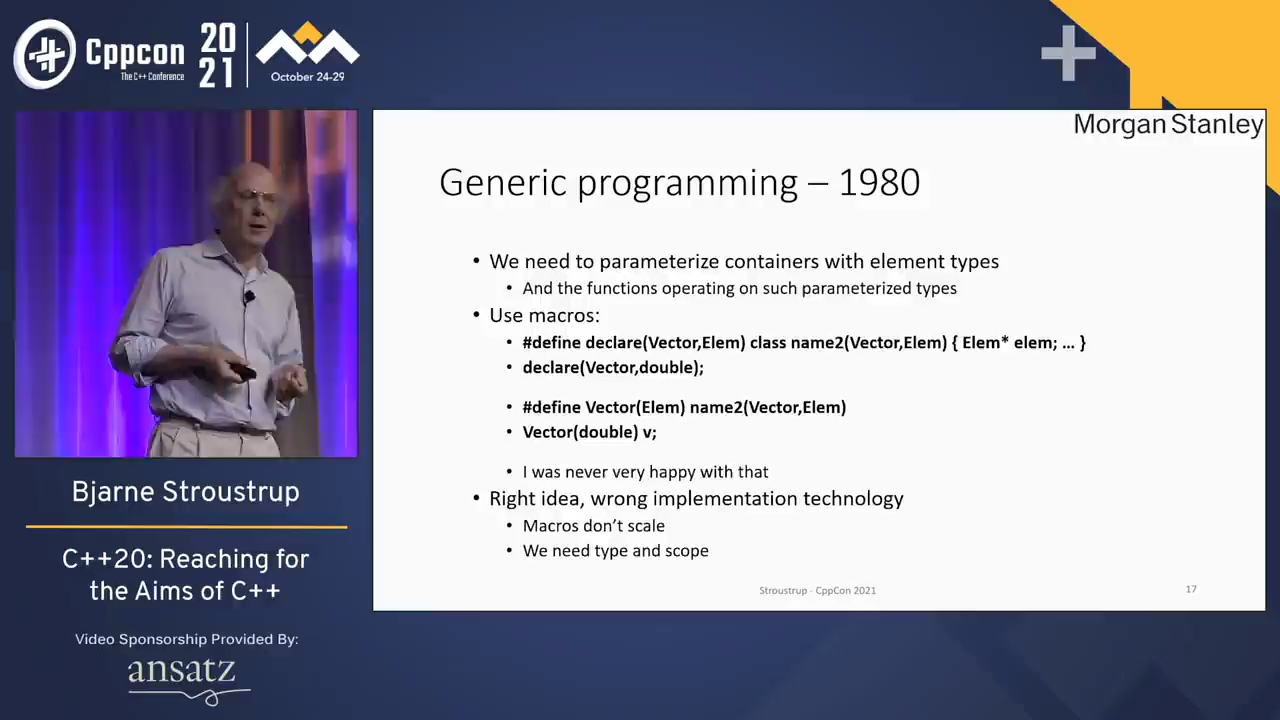 Cppcon
The C++ Conference
20
21
October 24-29
Morgan Stanley
Generic programming – 1980
• We need to parameterize containers with element types
• And the functions operating on such parameterized types
• Use macros:
• #define declare(Vector,Elem) class name2(Vector,Elem) { Elem* elem; … }
• declare(Vector,double);
• #define Vector(Elem) name2(Vector,Elem)
• Vector(double) v;
• I was never very happy with that
• Right idea, wrong implementation technology
• Macros don’t scale
• We need type and scope
Stroustrup - CppCon 2021
17
Bjarne Stroustrup
C++20: Reaching for
the Aims of C++
Video Sponsorship Provided By:
ansatz